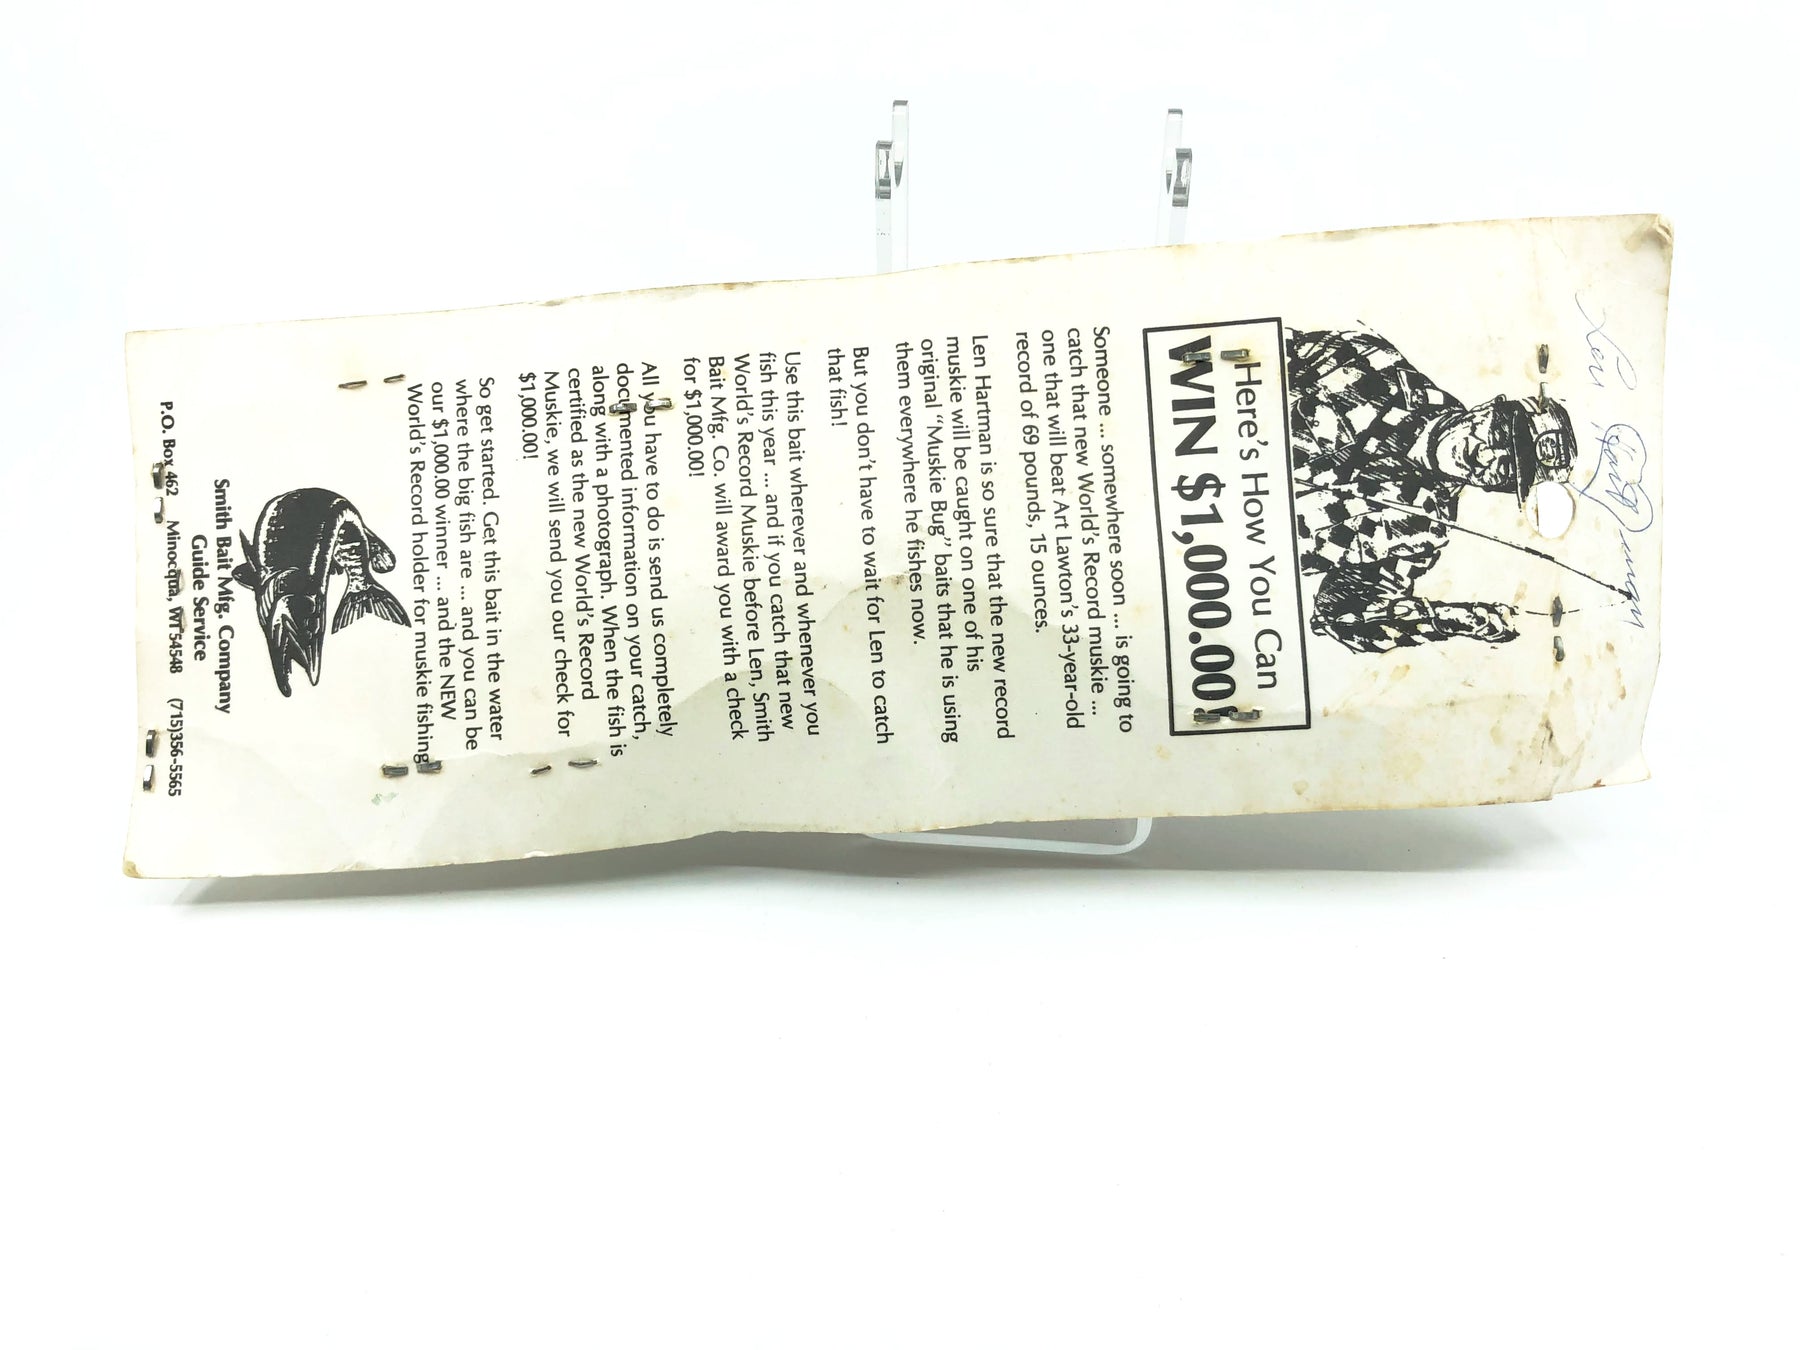 Len Hartman
Here's How You Can
WIN $1,000.00!
Someone ... somewhere soon ... is going to
catch that new World's Record muskie ...
one that will beat Art Lawton's 33-year-old
record of 69 pounds, 15 ounces.
Len Hartman is so sure that the new record
muskie will be caught on one of his
original "Muskie Bug" baits that he is using
them everywhere he fishes now.
But you don't have to wait for Len to catch
that fish!
Use this bait wherever and whenever you
fish this year ... and if you catch that new
World's Record Muskie before Len, Smith
Bait Mfg. Co. will award you with a check
for $1,000.00!
All you have to do is send us completely
documented information on your catch,
along with a photograph. When the fish is
certified as the new World's Record
Muskie, we will send you our check for
$1,000.00!
So get started. Get this bait in the water
where the big fish are ... and you can be
our $1,000.00 winner ... and the NEW
World's Record holder for muskie fishing
Smith Bait Mfg. Company
Guide Service
P.O. Box 462 Minocqua, WI 54548 (715)356-5565